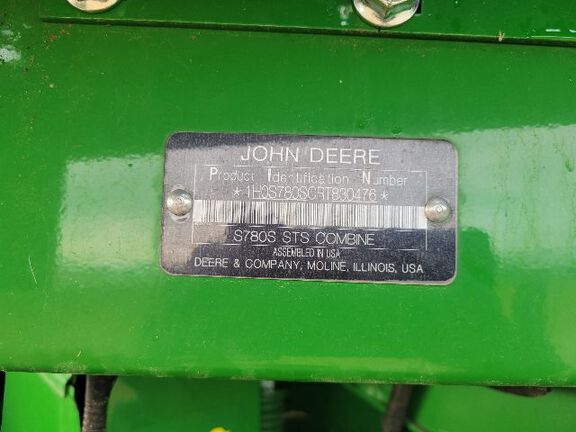 JOHN DEERE
Product Identification Number
*1H0S780SCRT830476*
S780S STS COMBINE
ASSEMBLED IN USA
DEERE & COMPANY, MOLINE, ILLINOIS, USA